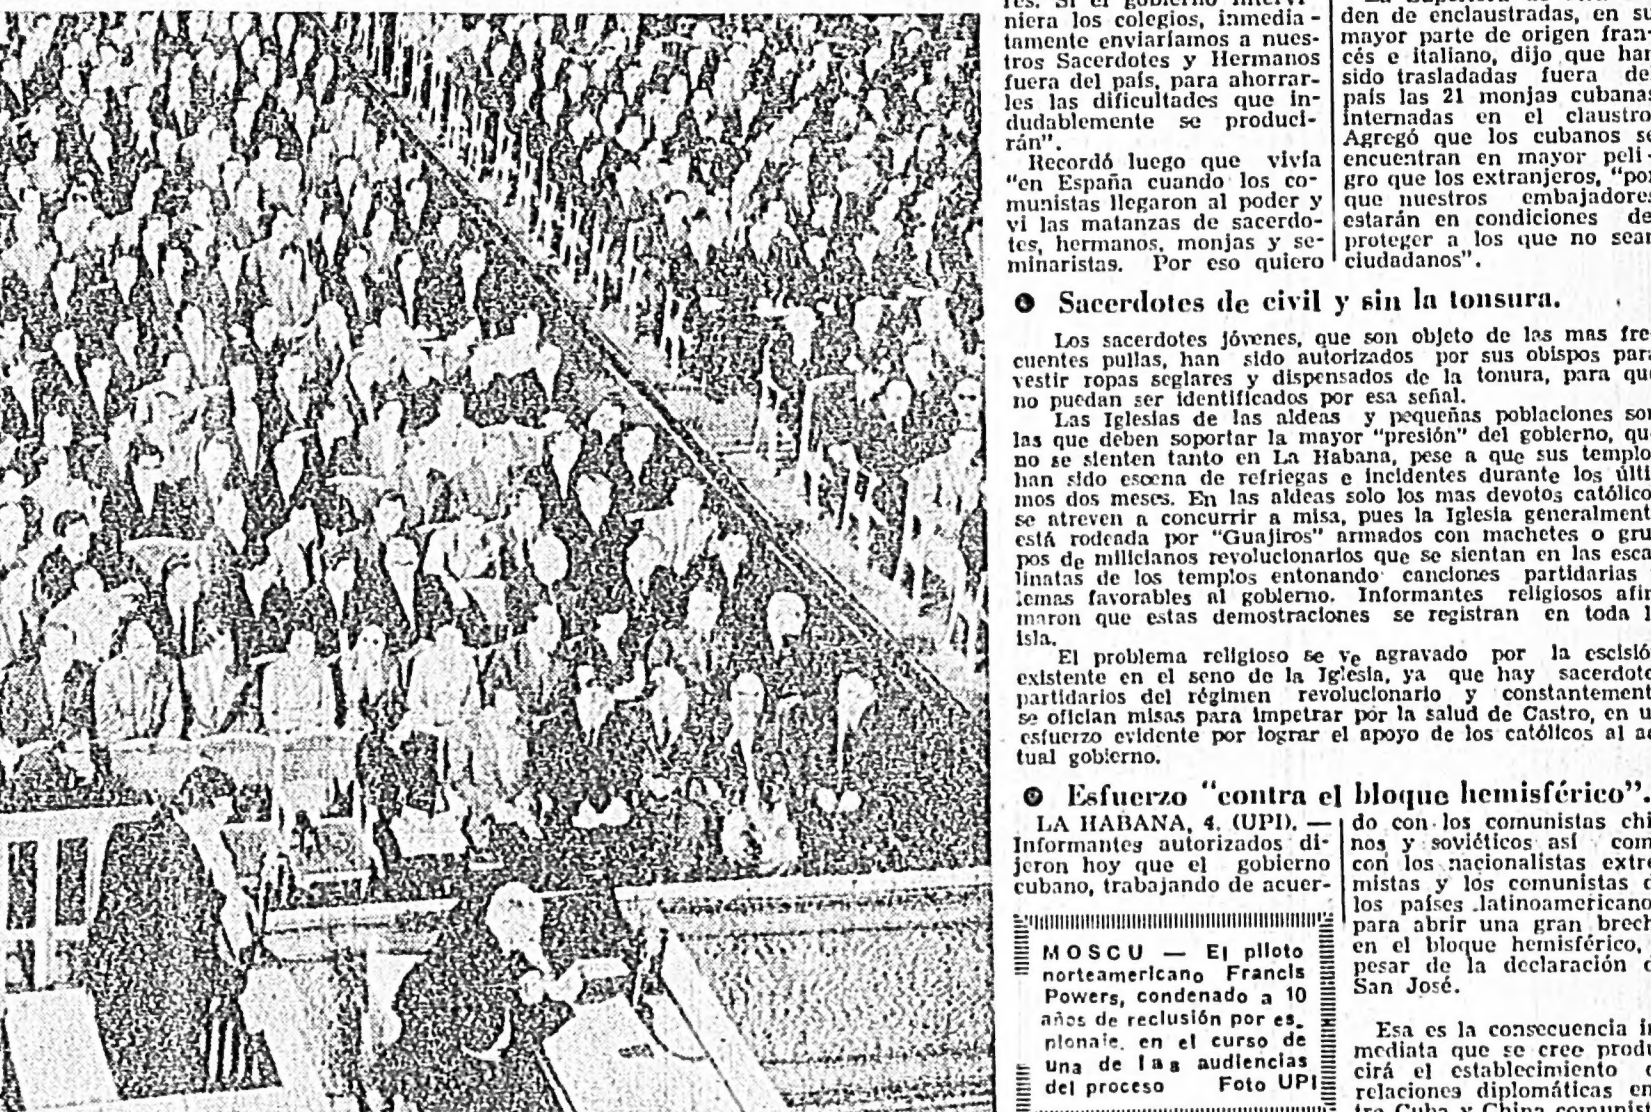 niera los colegios, inmedia-
tamente enviaríamos a nues-
tros Sacerdotes y Hermanos
fuera del país, para ahorrar-
les las dificultades que in-
dudablemente se produci-
rán".
Recordó luego que vivía
"en España cuando los co-
munistas llegaron al poder y
vi las matanzas de sacerdo-
tes, hermanos, monjas y se-
minaristas. Por eso quiero
den de enclaustradas, en su
mayor parte de origen fran-
cés e italiano, dijo que han
sido trasladadas fuera de
país las 21 monjas cubanas
internadas en el claustro
Agregó que los cubanos se
encuentran en mayor peli-
gro que los extranjeros, "por
que nuestros embajadores
estarán en condiciones de
proteger a los que no sean
ciudadanos".
Sacerdotes de civil y sin la tonsura.
Los sacerdotes jóvenes, que son objeto de las mas fre
cuentes pullas, han sido autorizados por sus obispos para
vestir ropas seglares y dispensados de la tonura, para que
no puedan ser identificados por esa señal.
Las Iglesias de las aldeas y pequeñas poblaciones son
las que deben soportar la mayor "presión" del gobierno, qu
no se sienten tanto en La Habana, pese a que sus templo
han sido escena de refriegas e incidentes durante los últi
mos dos meses. En las aldeas solo los mas devotos católico
se atreven a concurrir a misa, pues la Iglesia generalment
está rodeada por "Guajiros" armados con machetes o gru
pos de milicianos revolucionarios que se sientan en las esca
linatas de los templos entonando canciones partidarias
lemas favorables al gobierno. Informantes religiosos afir
maron que estas demostraciones se registran en toda l
isla.
El problema religioso se ve agravado por la escisió
existente en el seno de la Iglesia, ya que hay sacerdote
partidarios del régimen revolucionario y constantement
se ofician misas para impetrar por la salud de Castro, en u
esfuerzo evidente por lograr el apoyo de los católicos al ac
tual gobierno.
Esfuerzo "contra el bloque hemisférico".
LA HABANA, 4. (UPI). —
Informantes autorizados di-
jeron hoy que el gobierno
cubano, trabajando de acuer-
do con los comunistas chi
nos y soviéticos así com
con los nacionalistas extre
mistas y los comunistas d
los países latinoamericano
para abrir una gran brech
en el bloque hemisférico,
pesar de la declaración d
San José.
Esa es la consecuencia in
mediata que se cree produ
cirá el establecimiento d
relaciones diplomáticas en
MOSCU — El piloto
norteamericano Francis
Powers, condenado a 10
años de reclusión por es-
pionaje, en el curso de
una de las audiencias
del proceso Foto UPI